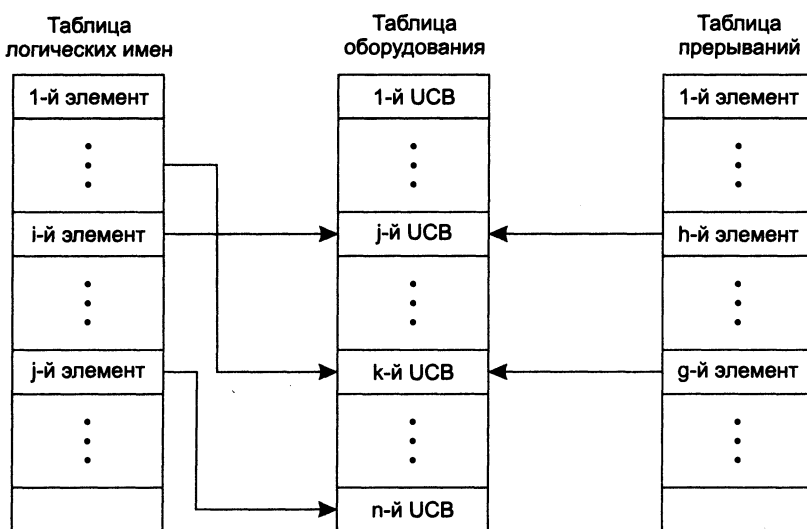 Таблица
логических имен
1-й элемент
i-й элемент
j-й элемент
Таблица
оборудования
1-й UCB
j-й UCB
k-й UCB
n-й UCB
Таблица
прерываний
1-й элемент
h-й элемент
g-й элемент